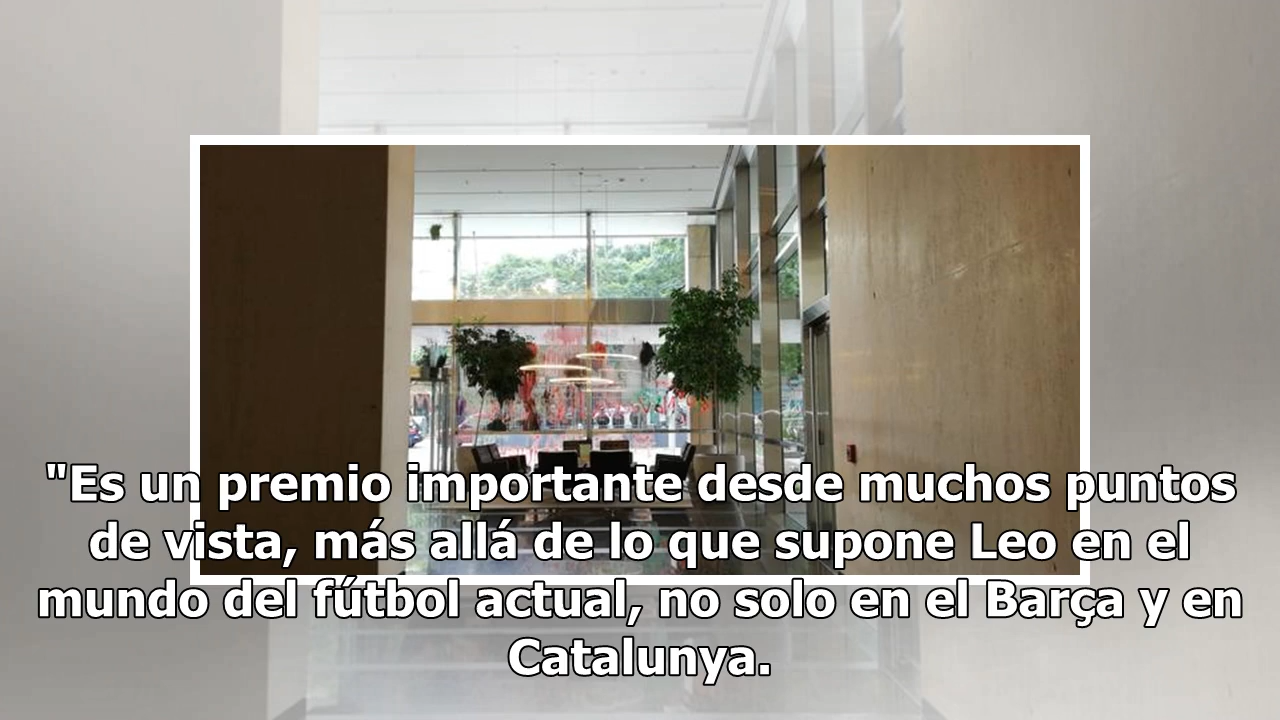 "Es un premio importante desde muchos puntos
de vista, más allá de lo que supone Leo en el
mundo del fútbol actual, no solo en el Barça y en
Catalunya.